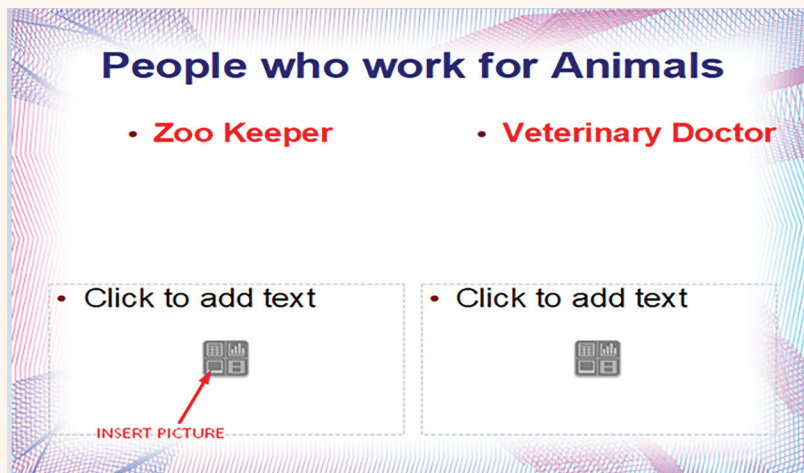 People who work for Animals
• Zoo Keeper
• Veterinary Doctor
• Click to add text
• Click to add text
INSERT PICTURE